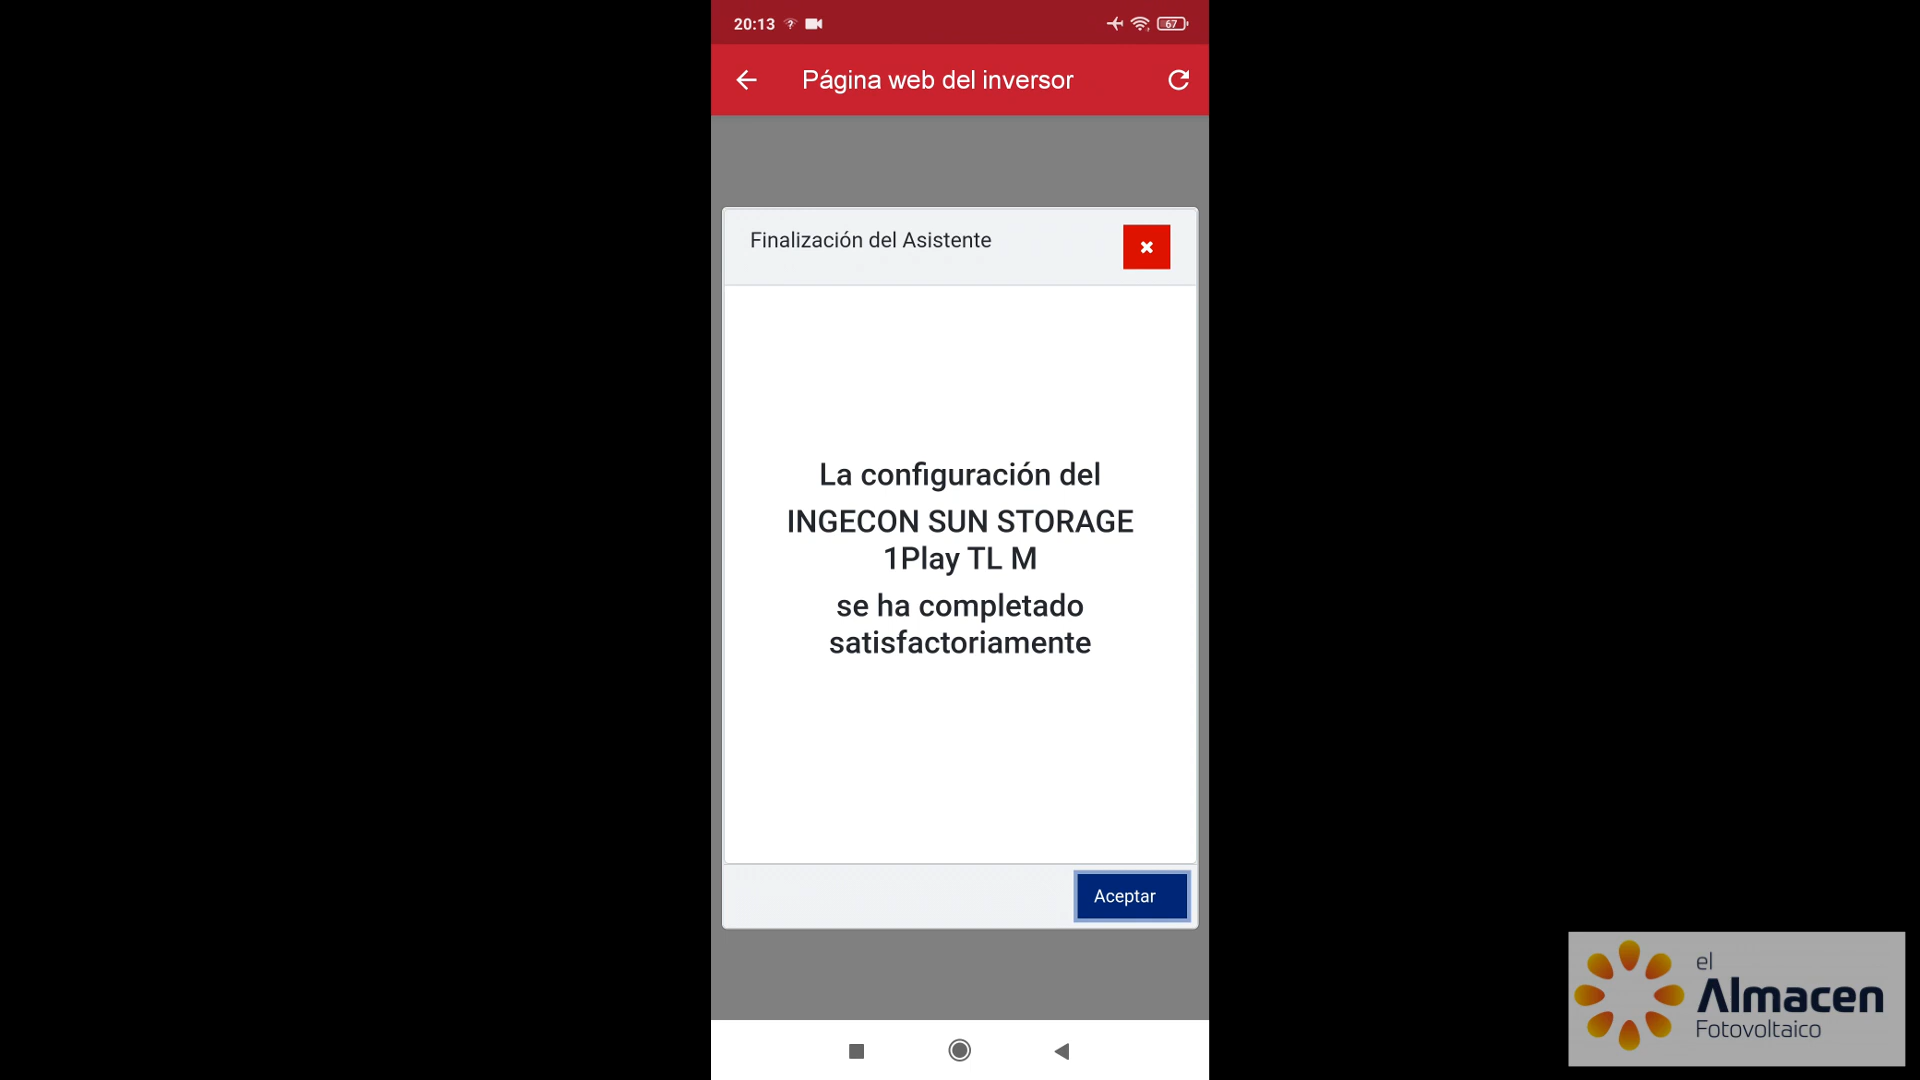 20:13
67
Página web del inversor
Finalización del Asistente
La configuración del
INGECON SUN STORAGE
1Play TL M
se ha completado
satisfactoriamente
Aceptar
el
Almacen
Fotovoltaico